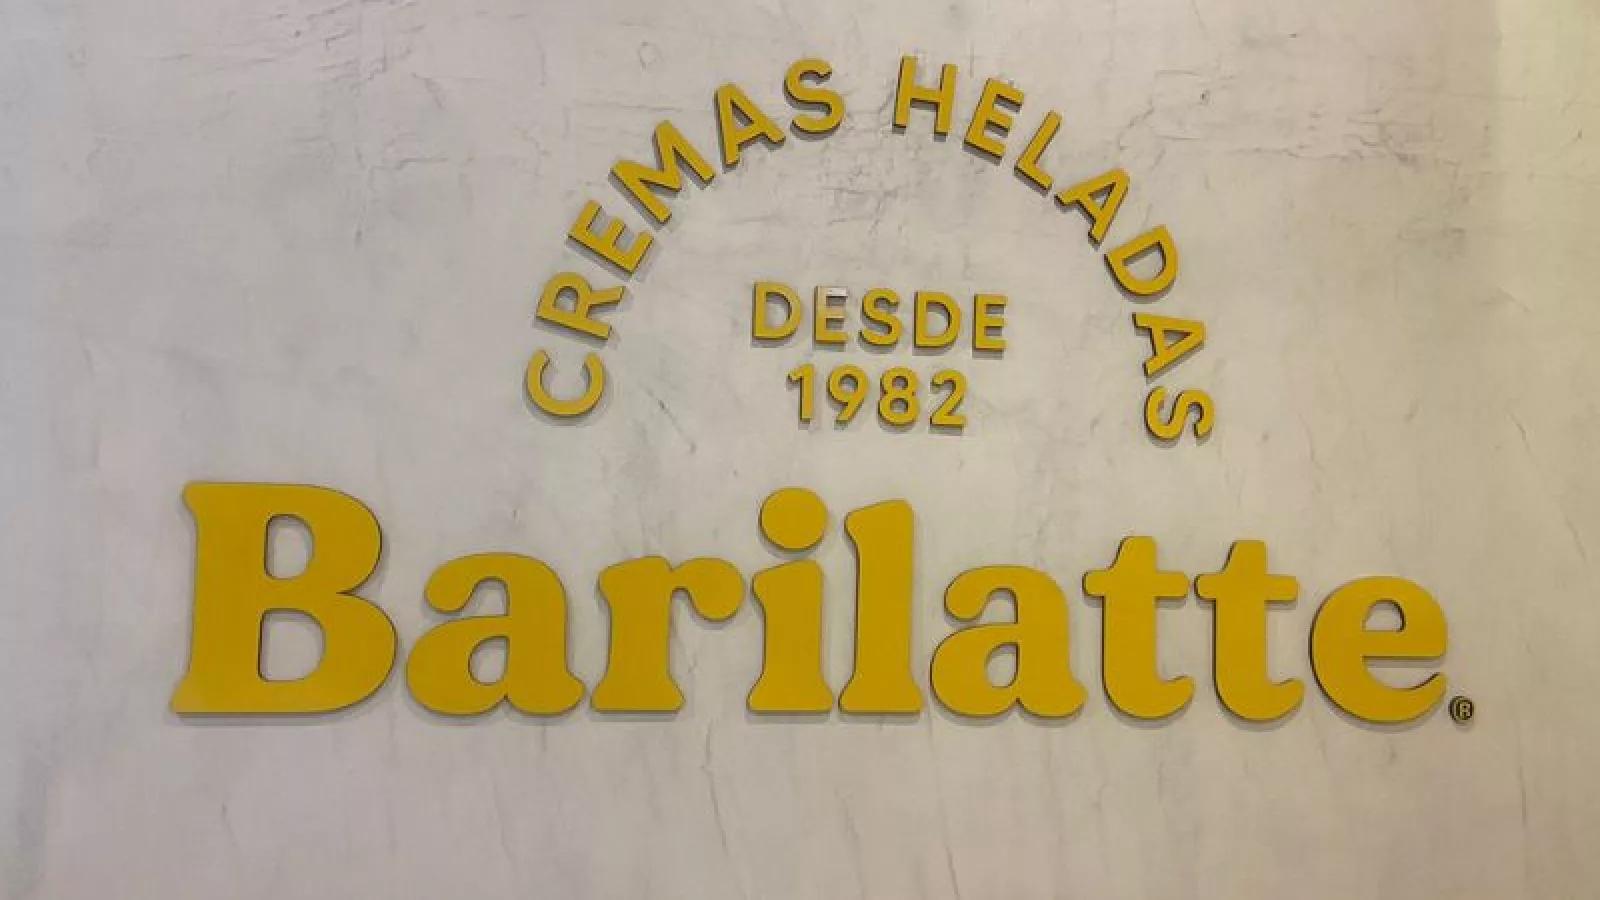 CREMAS HELADAS
DESDE
1982
Barilatte®